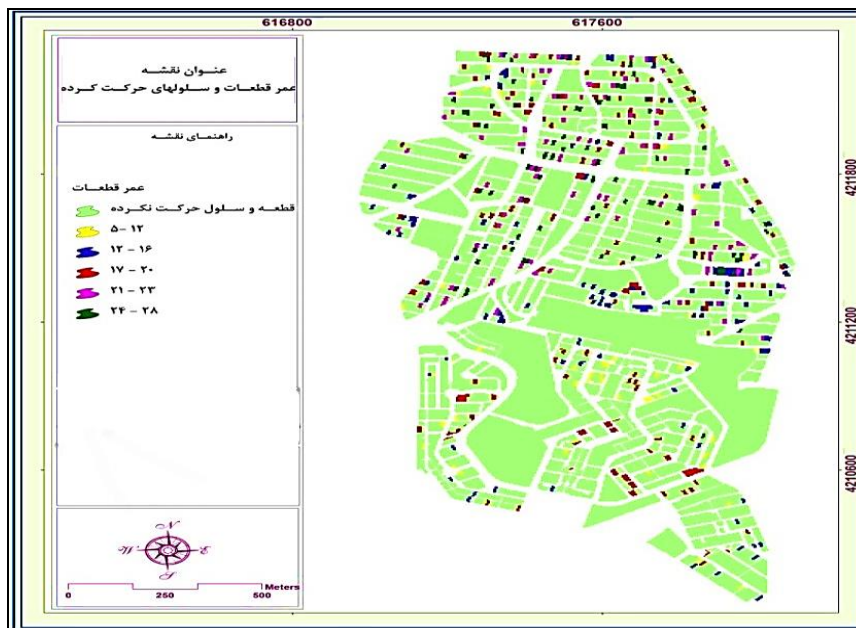 616800
617600
عنوان نقشه
عمر قطعات و سلولهای حرکت کرده
راهنمای نقشه
عمر قطعات
قطعه و سلول حرکت نکرده
۵ - ۱۲
۱۳ - ۱۶
۱۷ - ۲۰
۲۱ - ۲۳
۲۴ - ۲۸
4211800
4211200
4210600
N
W E
S
Meters
0 250 500